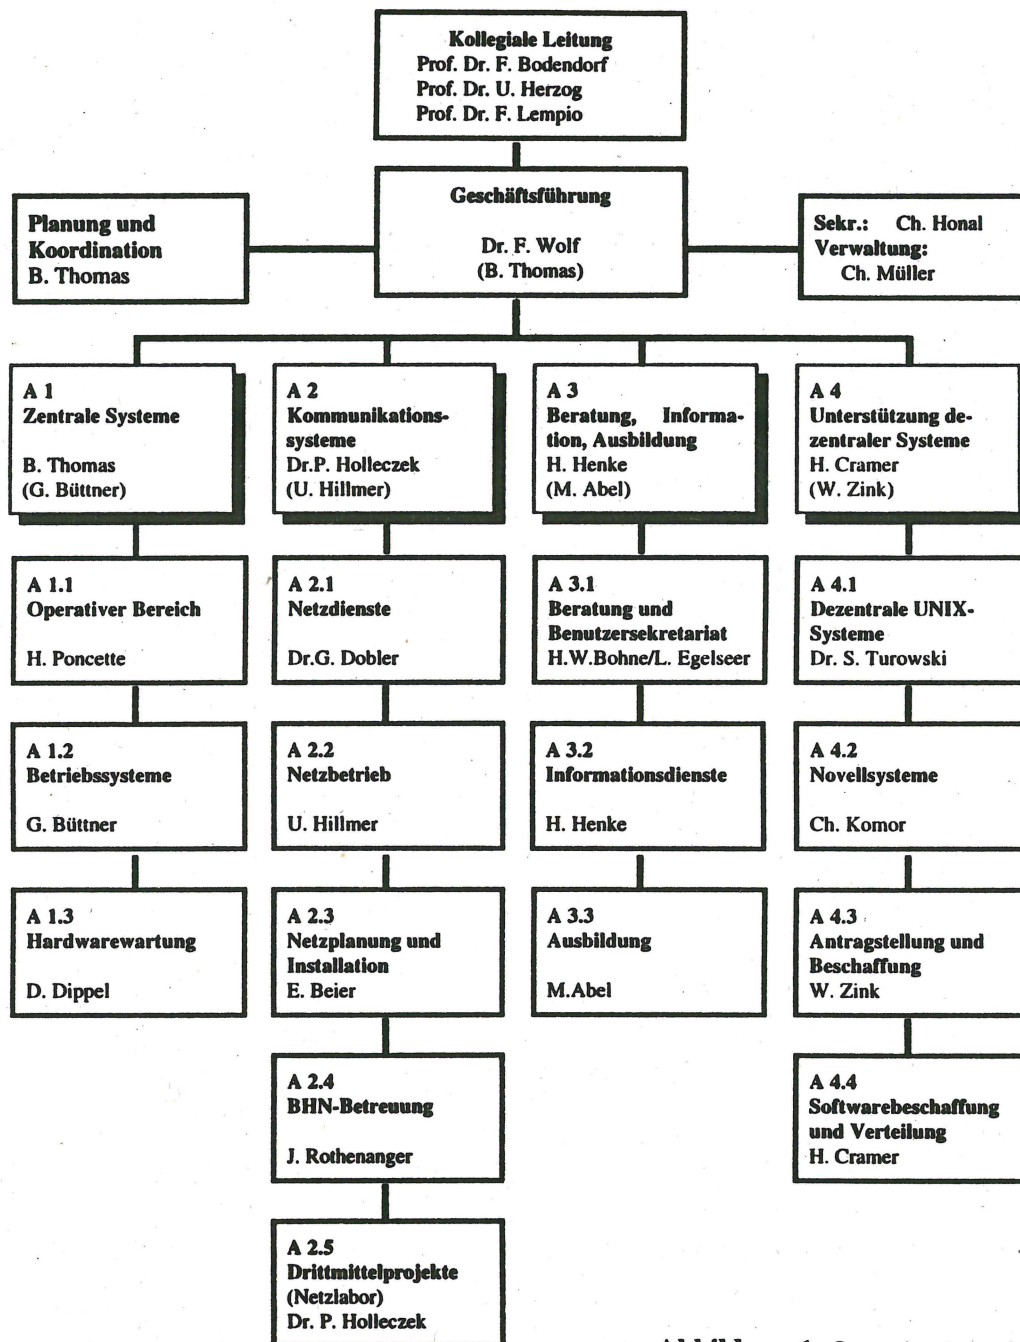 Kollegiale Leitung
Prof. Dr. F. Bodendorf
Prof. Dr. U. Herzog
Prof. Dr. F. Lempio
Geschäftsführung
Dr. F. Wolf
(B. Thomas)
Planung und
Koordination
B. Thomas
Sekr.: Ch. Honal
Verwaltung:
Ch. Müller
A 1
Zentrale Systeme
B. Thomas
(G. Büttner)
A 2
Kommunikations-
systeme
Dr.P. Holleczek
(U. Hillmer)
A 3
Beratung, Informa-
tion, Ausbildung
H. Henke
(M. Abel)
A 4
Unterstützung de-
zentraler Systeme
H. Cramer
(W. Zink)
A 1.1
Operativer Bereich
H. Poncette
A 2.1
Netzdienste
Dr.G. Dobler
A 3.1
Beratung und
Benutzersekretariat
H.W.Bohne/L. Egelseer
A 4.1
Dezentrale UNIX-
Systeme
Dr. S. Turowski
A 1.2
Betriebssysteme
G. Büttner
A 2.2
Netzbetrieb
U. Hillmer
A 3.2
Informationsdienste
H. Henke
A 4.2
Novellsysteme
Ch. Komor
A 1.3
Hardwarewartung
D. Dippel
A 2.3
Netzplanung und
Installation
E. Beier
A 3.3
Ausbildung
M.Abel
A 4.3
Antragstellung und
Beschaffung
W. Zink
A 2.4
BHN-Betreuung
J. Rothenanger
A 4.4
Softwarebeschaffung
und Verteilung
H. Cramer
A 2.5
Drittmittelprojekte
(Netzlabor)
Dr. P. Holleczek